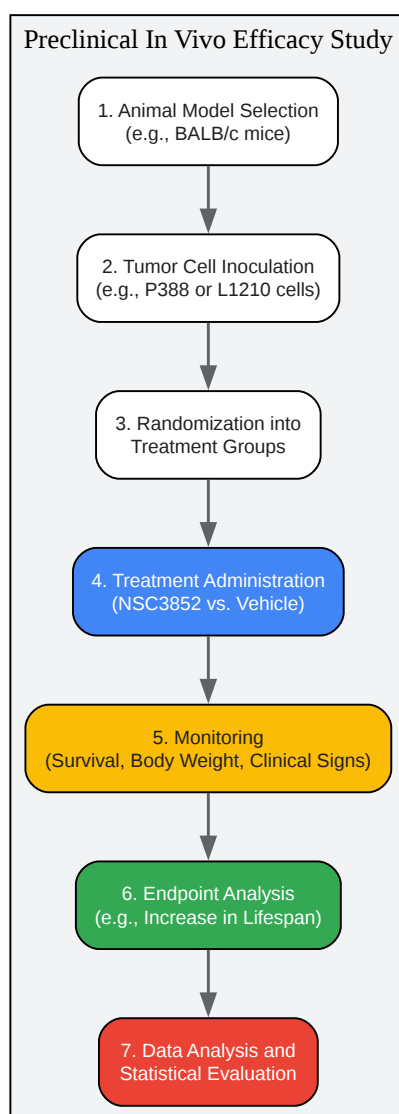 Preclinical In Vivo Efficacy Study
1. Animal Model Selection
(e.g., BALB/c mice)
2. Tumor Cell Inoculation
(e.g., P388 or L1210 cells)
3. Randomization into
Treatment Groups
4. Treatment Administration
(NSC3852 vs. Vehicle)
5. Monitoring
(Survival, Body Weight, Clinical Signs)
6. Endpoint Analysis
(e.g., Increase in Lifespan)
7. Data Analysis and
Statistical Evaluation